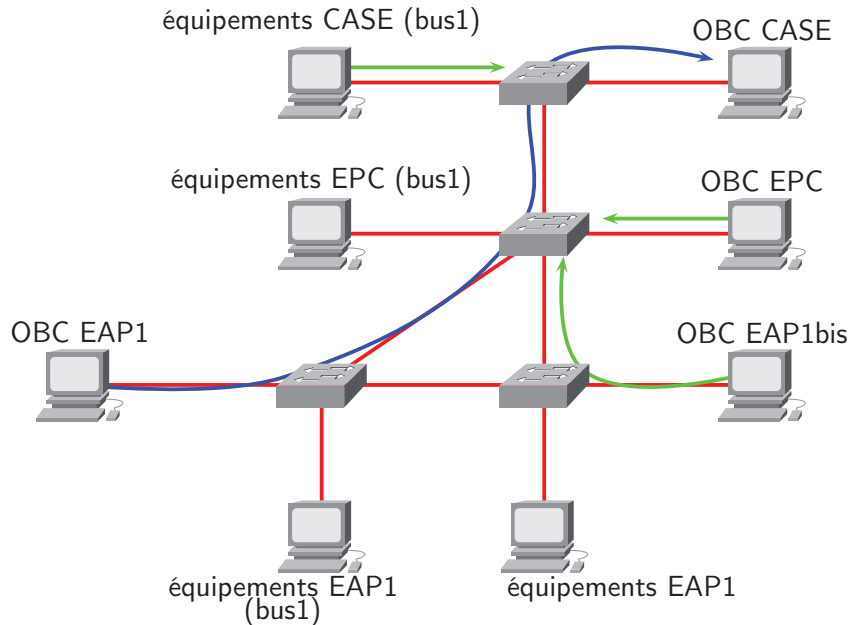 équipements CASE (bus1)
OBC CASE
équipements EPC (bus1)
OBC EPC
OBC EAP1
OBC EAP1bis
équipements EAP1
(bus1)
équipements EAP1